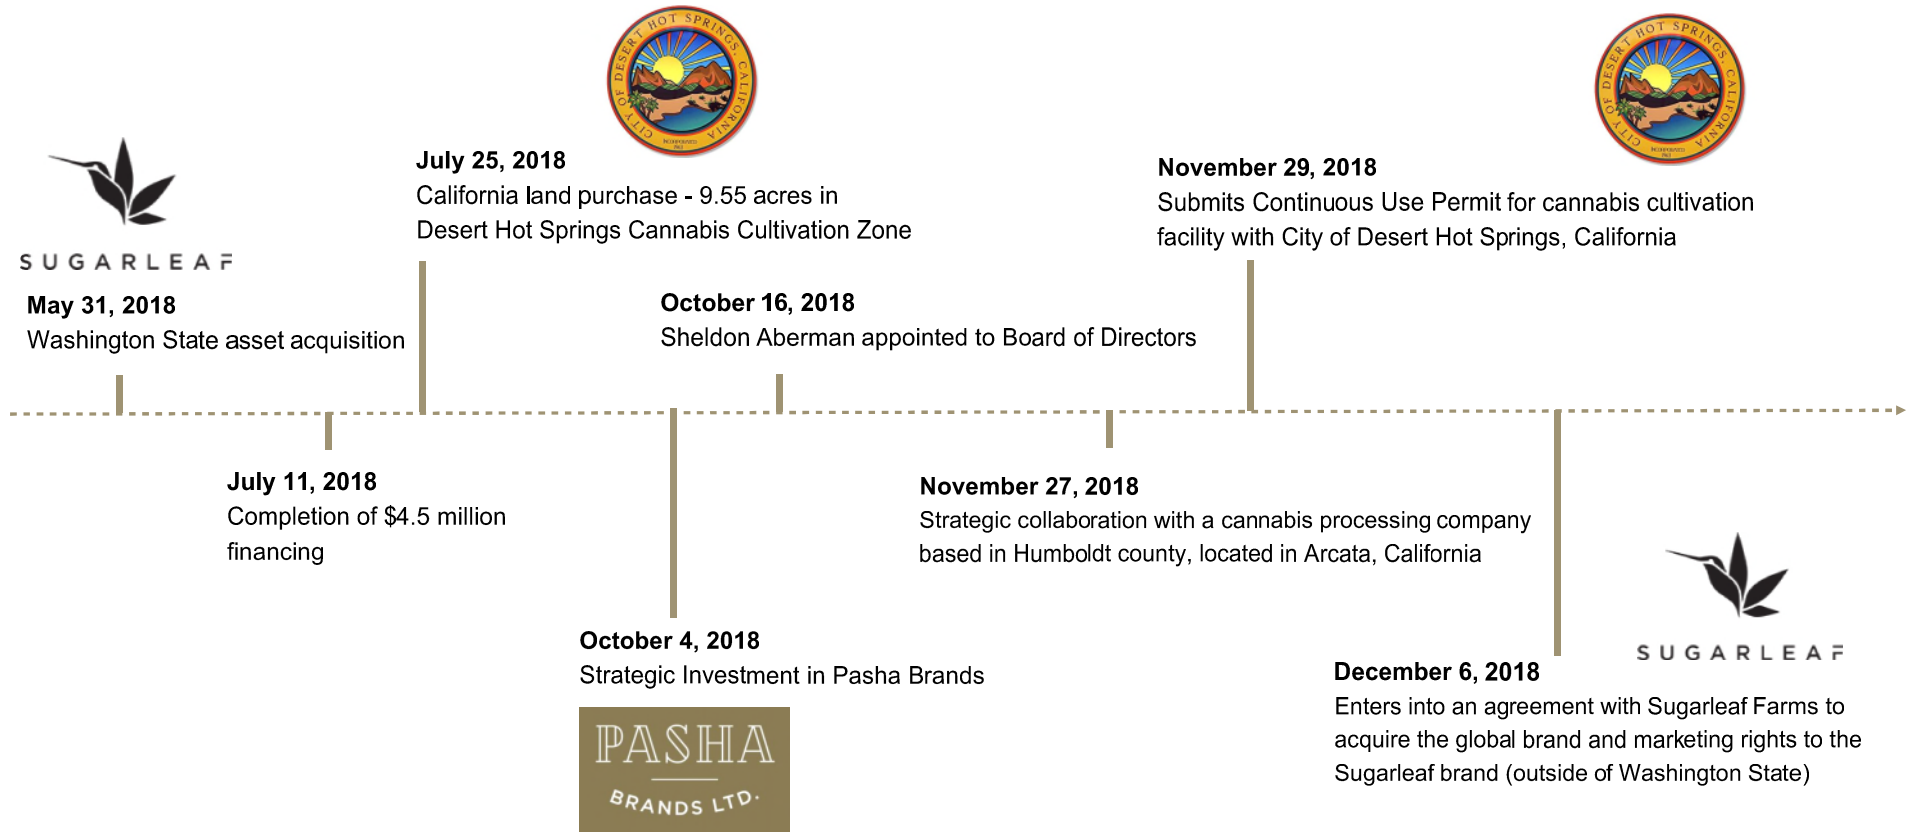 CITY OF DESERT HOT SPRINGS, CALIFORNIA
INCORPORATED
1963
CITY OF DESERT HOT SPRINGS, CALIFORNIA
INCORPORATED
1963
SUGARLEAF
May 31, 2018
Washington State asset acquisition
July 25, 2018
California land purchase - 9.55 acres in
Desert Hot Springs Cannabis Cultivation Zone
October 16, 2018
Sheldon Aberman appointed to Board of Directors
November 29, 2018
Submits Continuous Use Permit for cannabis cultivation
facility with City of Desert Hot Springs, California
July 11, 2018
Completion of $4.5 million
financing
October 4, 2018
Strategic Investment in Pasha Brands
PASHA
BRANDS LTD.
November 27, 2018
Strategic collaboration with a cannabis processing company
based in Humboldt county, located in Arcata, California
SUGARLEAF
December 6, 2018
Enters into an agreement with Sugarleaf Farms to
acquire the global brand and marketing rights to the
Sugarleaf brand (outside of Washington State)